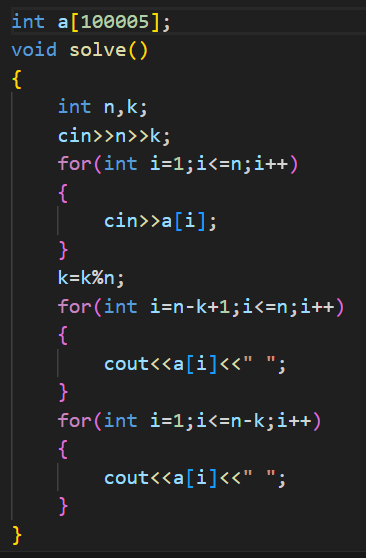 int a[100005];
void solve()
{
    int n,k;
    cin>>n>>k;
    for(int i=1;i<=n;i++)
    {
        cin>>a[i];
    }
    k=k%n;
    for(int i=n-k+1;i<=n;i++)
    {
        cout<<a[i]<<" ";
    }
    for(int i=1;i<=n-k;i++)
    {
        cout<<a[i]<<" ";
    }
}